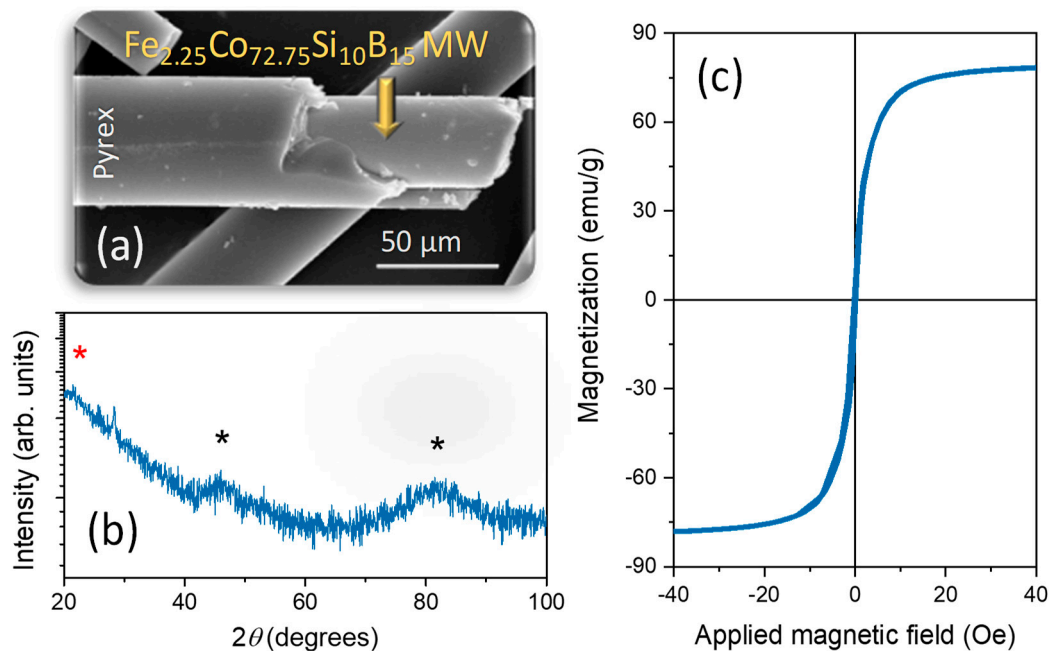 Fe2.25Co72.75Si10B15 MW
Pyrex
(a)
50 μm
Intensity (arb. units)
*
*
*
(b)
20 40 60 80 100
2θ (degrees)
(c)
Magnetization (emu/g)
90
60
30
0
-30
-60
-90
-40 -20 0 20 40
Applied magnetic field (Oe)